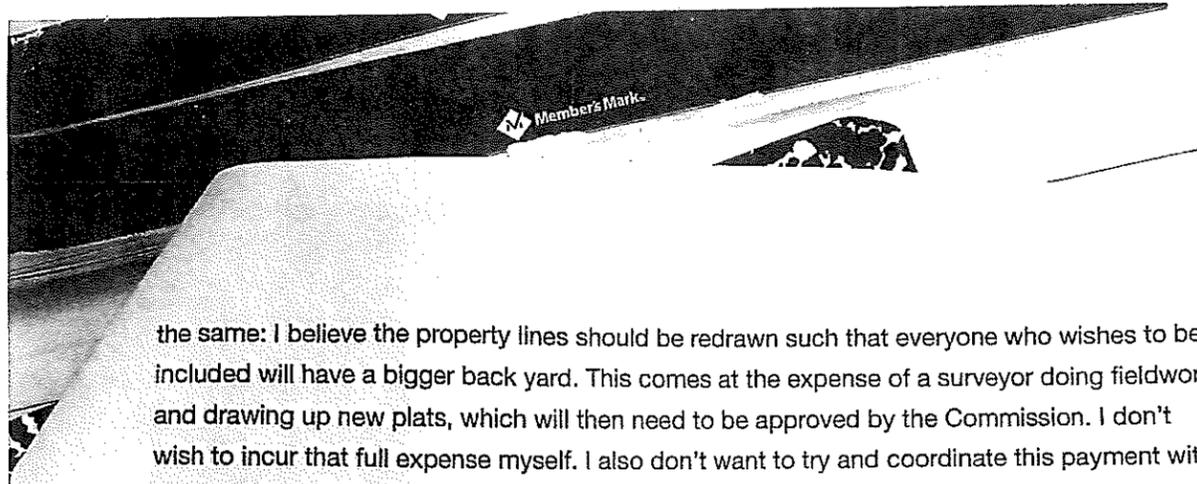 Member's Mark
the same: I believe the property lines should be redrawn such that everyone who wishes to be
included will have a bigger back yard. This comes at the expense of a surveyor doing fieldwor
and drawing up new plats, which will then need to be approved by the Commission. I don't
wish to incur that full expense myself. I also don't want to try and coordinate this payment wit